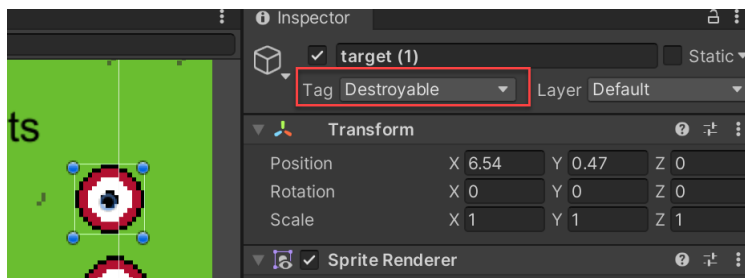 Inspector
target (1)
Static
Tag Destroyable
Layer Default
ts
Transform
Position X 6.54 Y 0.47 Z 0
Rotation X 0 Y 0 Z 0
Scale X 1 Y 1 Z 1
Sprite Renderer